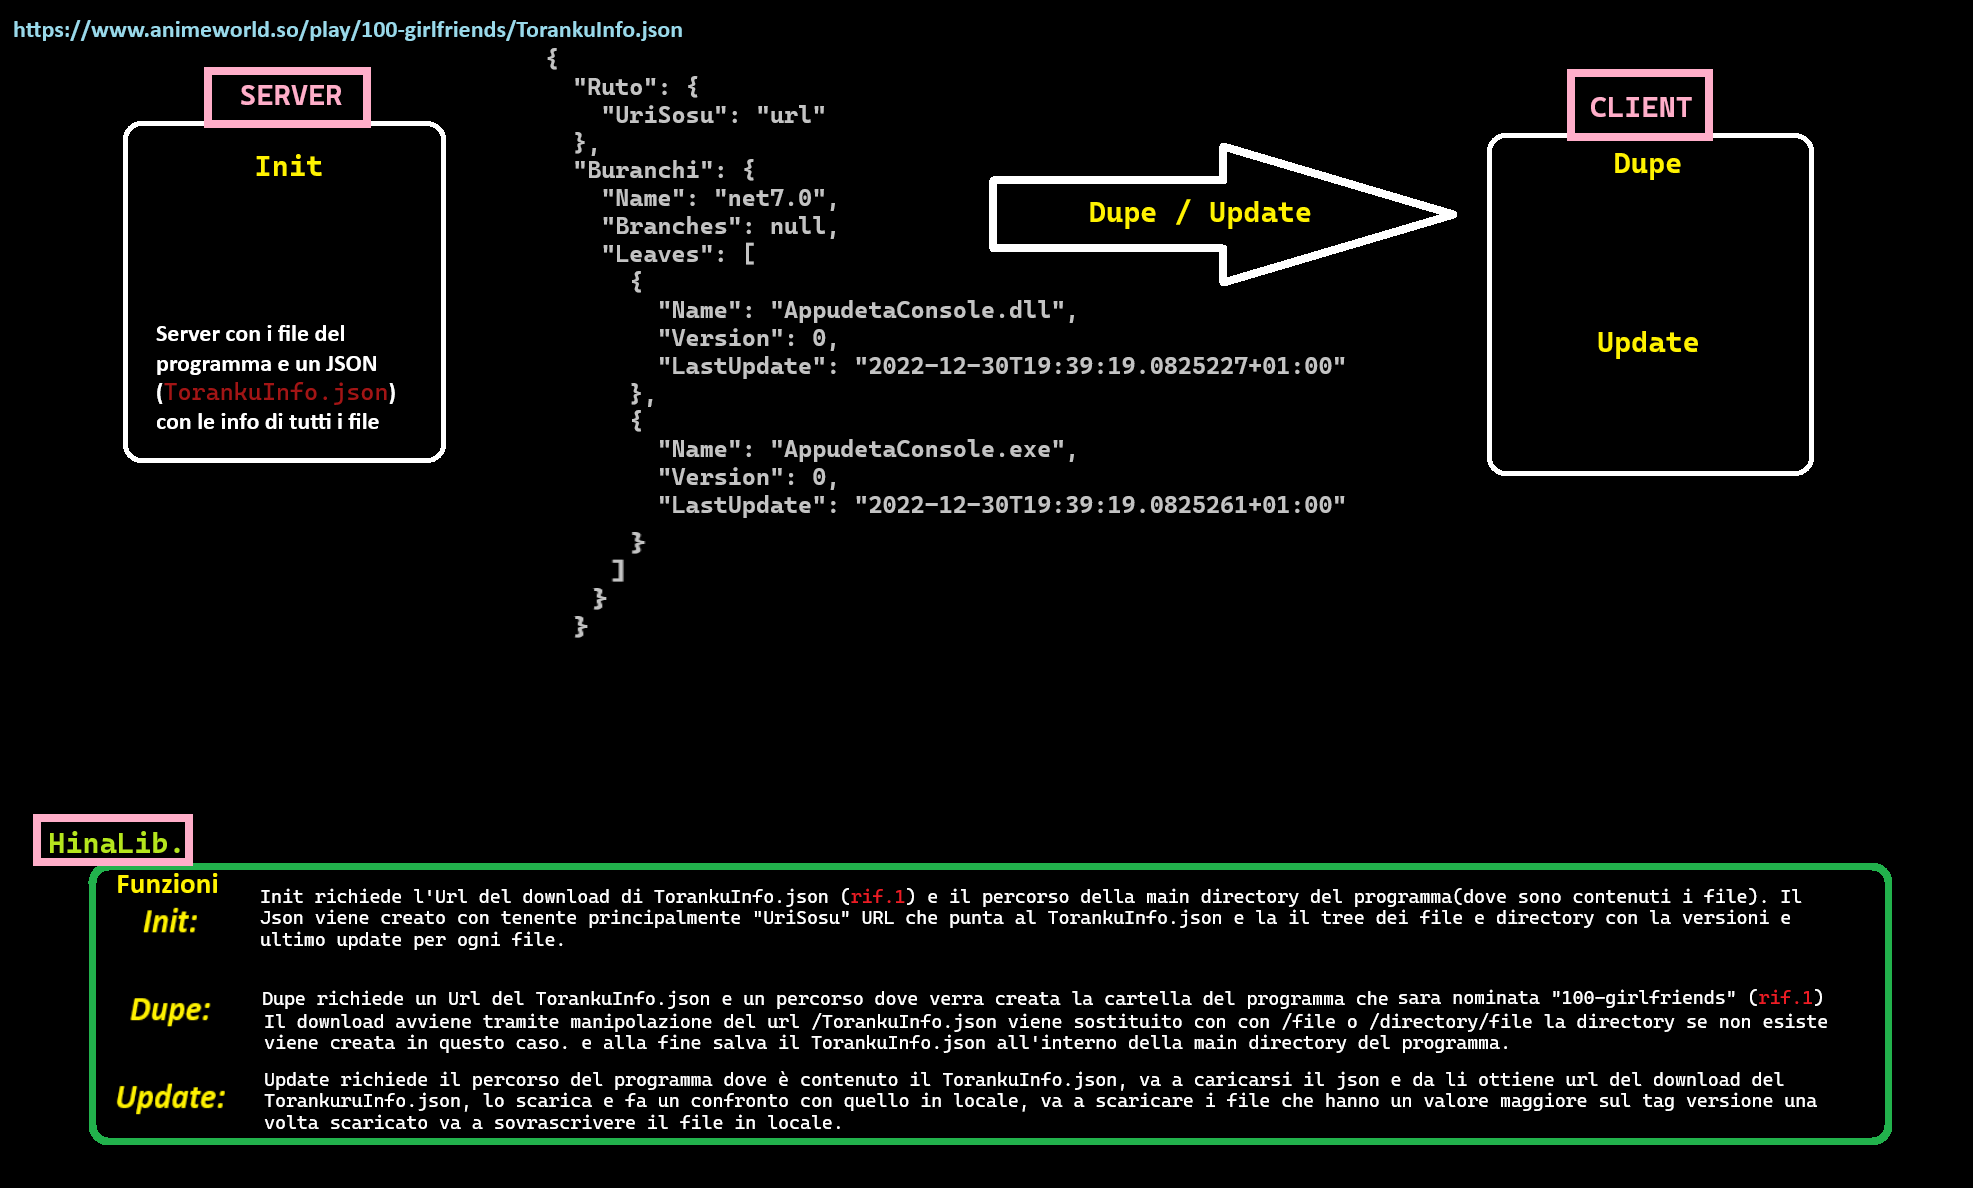 https://www.animeworld.so/play/100-girlfriends/TorankuInfo.json
SERVER
Init
Server con i file del
programma e un JSON
(TorankuInfo.json)
con le info di tutti i file
{
"Ruto": {
"UriSosu": "url"
},
"Buranchi": {
"Name": "net7.0",
"Branches": null,
"Leaves": [
{
"Name": "AppudetaConsole.dll",
"Version": 0,
"LastUpdate": "2022-12-30T19:39:19.0825227+01:00"
},
{
"Name": "AppudetaConsole.exe",
"Version": 0,
"LastUpdate": "2022-12-30T19:39:19.0825261+01:00"
}
]
}
}
Dupe / Update
CLIENT
Dupe
Update
HinaLib.
Funzioni
Init:
Init richiede l'Url del download di TorankuInfo.json (rif.1) e il percorso della main directory del programma(dove sono contenuti i file). Il
Json viene creato con tenente principalmente "UriSosu" URL che punta al TorankuInfo.json e la il tree dei file e directory con la versioni e
ultimo update per ogni file.
Dupe:
Dupe richiede un Url del TorankuInfo.json e un percorso dove verra creata la cartella del programma che sara nominata "100-girlfriends" (rif.1)
Il download avviene tramite manipolazione del url /TorankuInfo.json viene sostituito con con /file o /directory/file la directory se non esiste
viene creata in questo caso. e alla fine salva il TorankuInfo.json all'interno della main directory del programma.
Update:
Update richiede il percorso del programma dove è contenuto il TorankuInfo.json, va a caricarsi il json e da li ottiene url del download del
TorankuruInfo.json, lo scarica e fa un confronto con quello in locale, va a scaricare i file che hanno un valore maggiore sul tag versione una
volta scaricato va a sovrascrivere il file in locale.